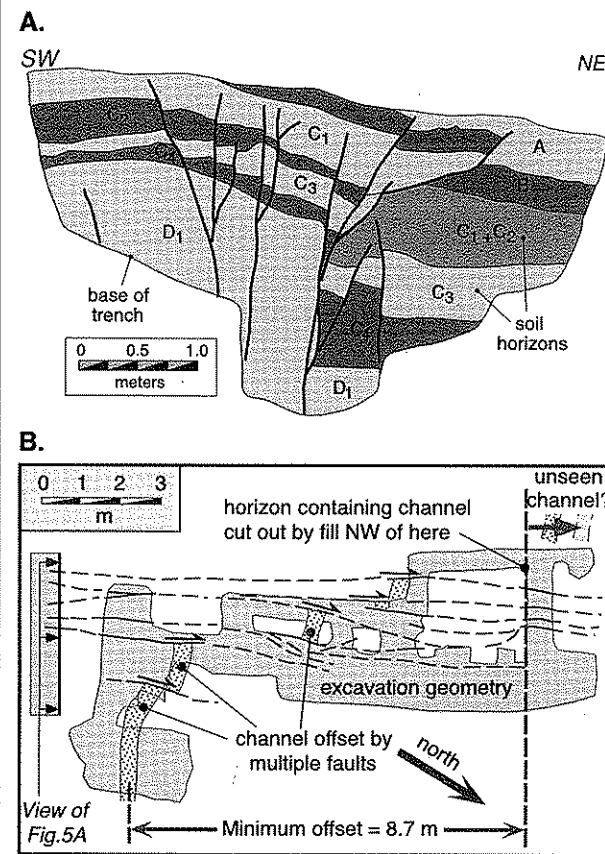 A.
SW
NE
C2
C1
A
B
C3
C1+C2
D1
C3
base of
trench
soil
horizons
0 0.5 1.0
meters
D1
B.
0 1 2 3
m
unseen
channel?
horizon containing channel
cut out by fill NW of here
excavation geometry
channel offset by
multiple faults
north
View of
Fig.5A
Minimum offset = 8.7 m